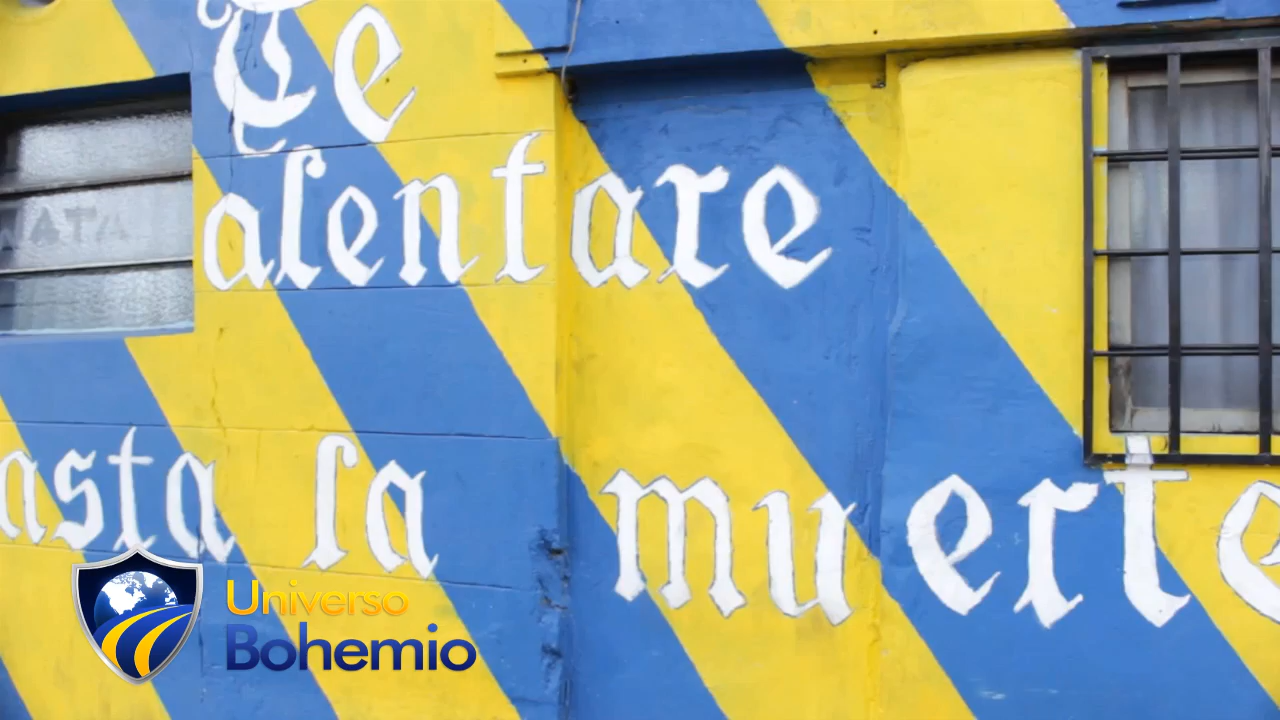 Te
alentare
asta la muerte
Universo
Bohemio